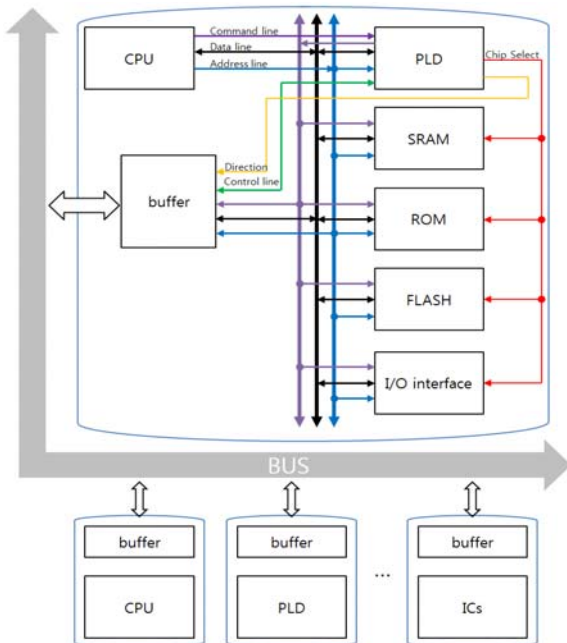 Command line
Data line
Address line
CPU
PLD
Chip Select
SRAM
Direction
Control line
buffer
ROM
FLASH
I/O interface
BUS
buffer
buffer
buffer
CPU
PLD
...
ICs